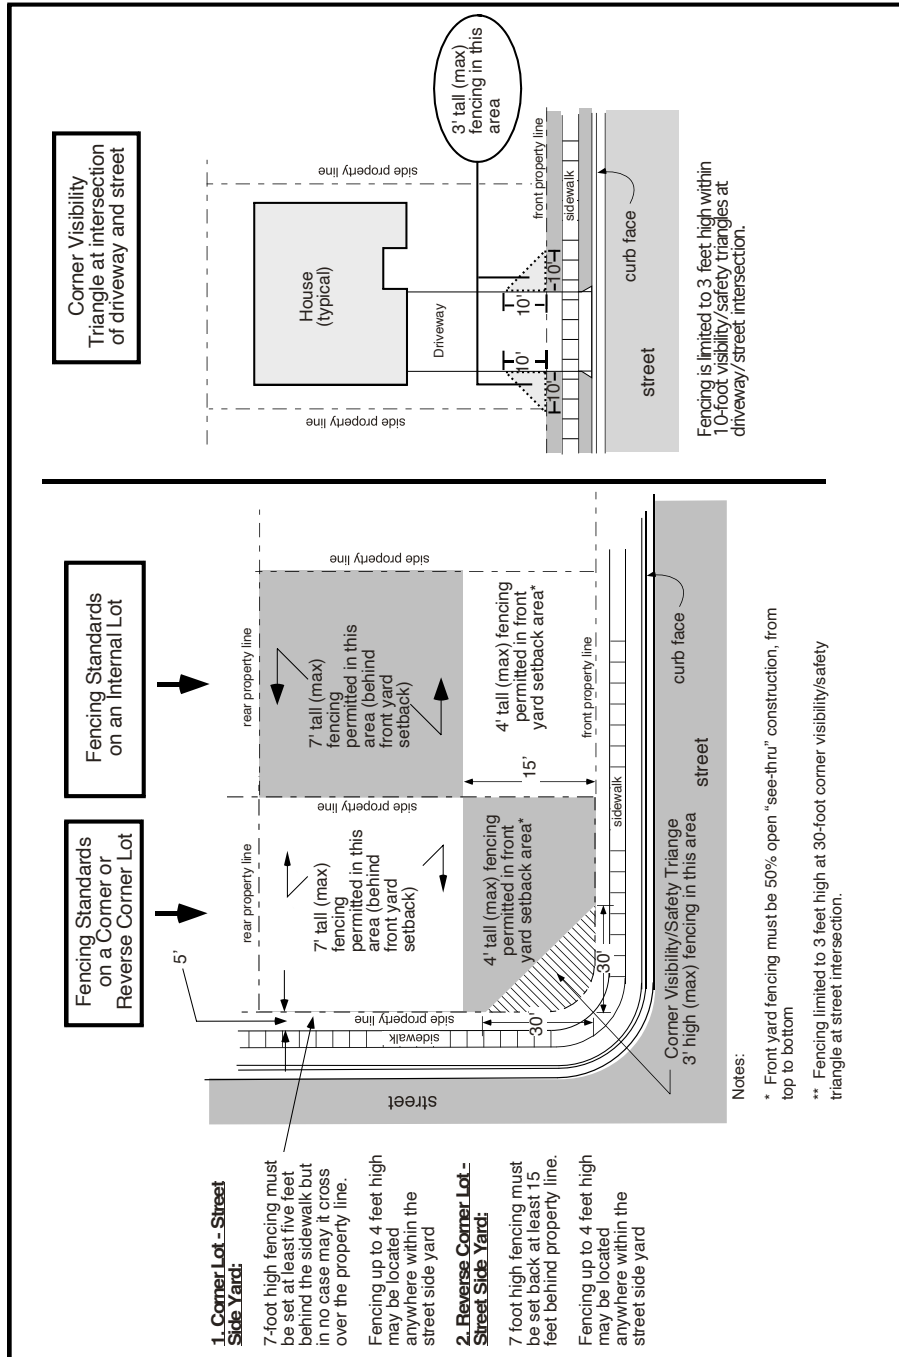 1. Corner Lot - Street
Side Yard:
7-foot high fencing must
be set at least five feet
behind the sidewalk but
in no case may it cross
over the property line.
Fencing up to 4 feet high
may be located
anywhere within the
street side yard
2. Reverse Corner Lot -
Street Side Yard:
7 foot high fencing must
be set back at least 15
feet behind property line.
Fencing up to 4 feet high
may be located
anywhere within the
street side yard
Fencing Standards
on a Corner or
Reverse Corner Lot
5'
rear property line
7' tall (max)
fencing
permitted in this
area (behind
front yard
setback)
side property line
sidewalk
street
4' tall (max) fencing
permitted in front
yard setback area*
30'
30'
Corner Visibility/Safety Triange
3' high (max) fencing in this area
side property line
Fencing Standards
on an Internal Lot
rear property line
7' tall (max)
fencing
permitted in this
area (behind
front yard
setback)
side property line
15'
4' tall (max) fencing
permitted in front
yard setback area*
front property line
sidewalk
curb face
street
Notes:
* Front yard fencing must be 50% open "see-thru" construction, from
top to bottom
** Fencing limited to 3 feet high at 30-foot corner visibility/safety
triangle at street intersection.
Corner Visibility
Triangle at intersection
of driveway and street
side property line
House
(typical)
side property line
Driveway
3' tall (max)
fencing in this
area
10'
10'
10'
10'
front property line
sidewalk
curb face
street
Fencing is limited to 3 feet high within
10-foot visibility/safety triangles at
driveway/street intersection.